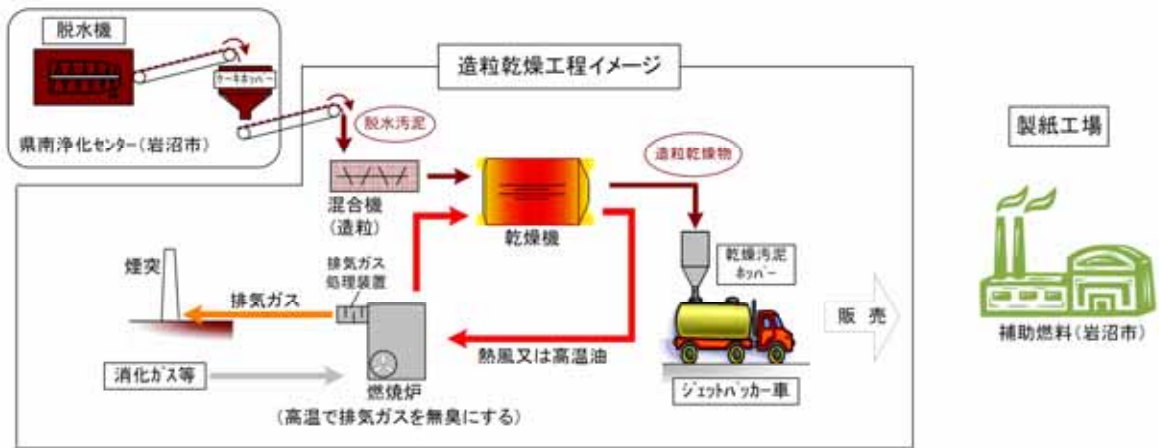 脱水機
ケーキホッパー
県南浄化センター(岩沼市)
造粒乾燥工程イメージ
脱水汚泥
造粒乾燥物
製紙工場
混合機
(造粒)
乾燥機
煙突
排気ガス
排気ガス
処理装置
乾燥汚泥
ホッパー
販 売
補助燃料(岩沼市)
熱風又は高温油
消化ガス等
燃焼炉
(高温で排気ガスを無臭にする)
ジェットパッカー車